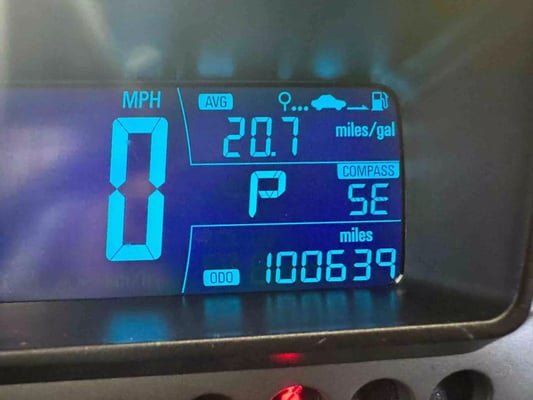 MPH
AVG
20.7 miles/gal
0
P
COMPASS
SE
miles
ODO 100639